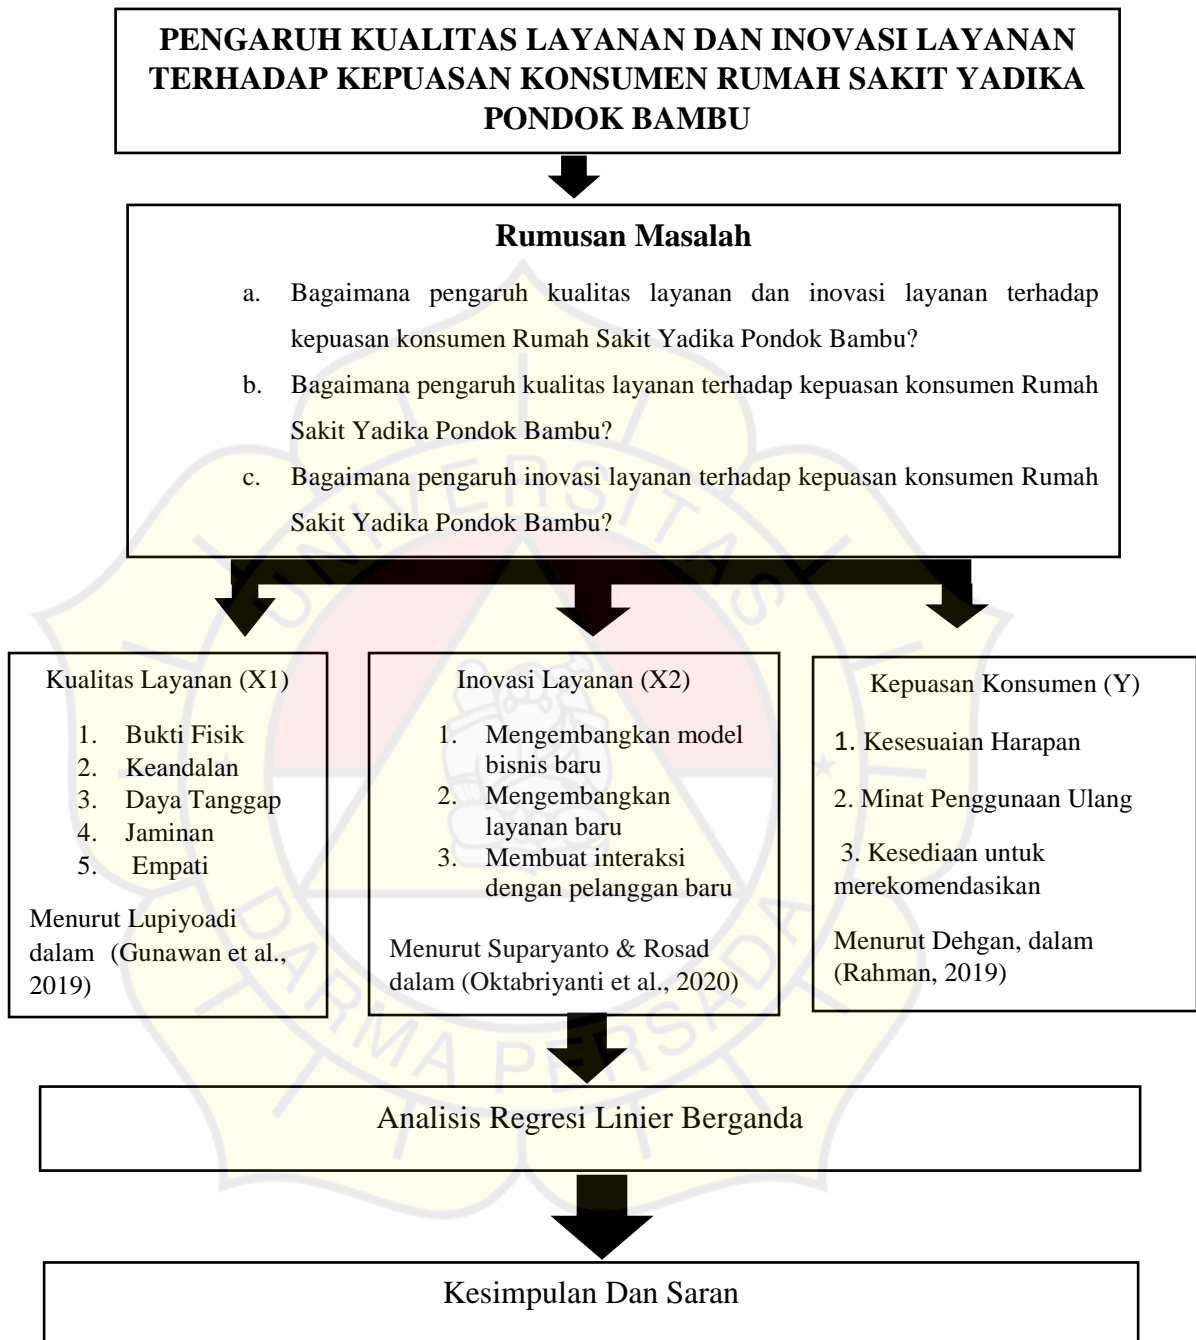 PENGARUH KUALITAS LAYANAN DAN INOVASI LAYANAN
TERHADAP KEPUASAN KONSUMEN RUMAH SAKIT YADIKA
PONDOK BAMBU
Rumusan Masalah
a. Bagaimana pengaruh kualitas layanan dan inovasi layanan terhadap
kepuasan konsumen Rumah Sakit Yadika Pondok Bambu?
b. Bagaimana pengaruh kualitas layanan terhadap kepuasan konsumen Rumah
Sakit Yadika Pondok Bambu?
c. Bagaimana pengaruh inovasi layanan terhadap kepuasan konsumen Rumah
Sakit Yadika Pondok Bambu?
UNIVERSITAS
DARMA PERSADA
Kualitas Layanan (X1)
1. Bukti Fisik
2. Keandalan
3. Daya Tanggap
4. Jaminan
5. Empati
Menurut Lupiyoadi
dalam (Gunawan et al.,
2019)
Inovasi Layanan (X2)
1. Mengembangkan model
bisnis baru
2. Mengembangkan
layanan baru
3. Membuat interaksi
dengan pelanggan baru
Menurut Suparyanto & Rosad
dalam (Oktabriyanti et al., 2020)
Kepuasan Konsumen (Y)
1. Kesesuaian Harapan
2. Minat Penggunaan Ulang
3. Kesediaan untuk
merekomendasikan
Menurut Dehgan, dalam
(Rahman, 2019)
Analisis Regresi Linier Berganda
Kesimpulan Dan Saran